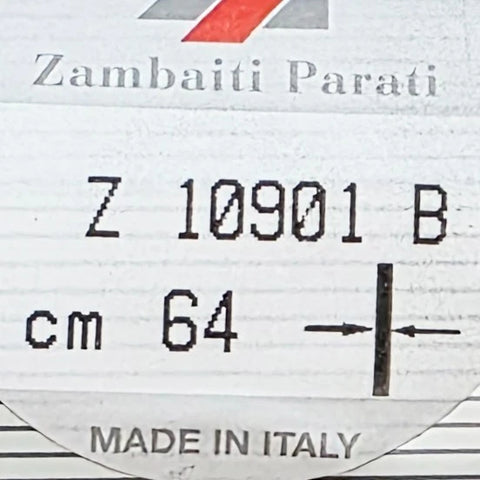 Zambaiti Parati
Z 10901 B
cm 64
MADE IN ITALY